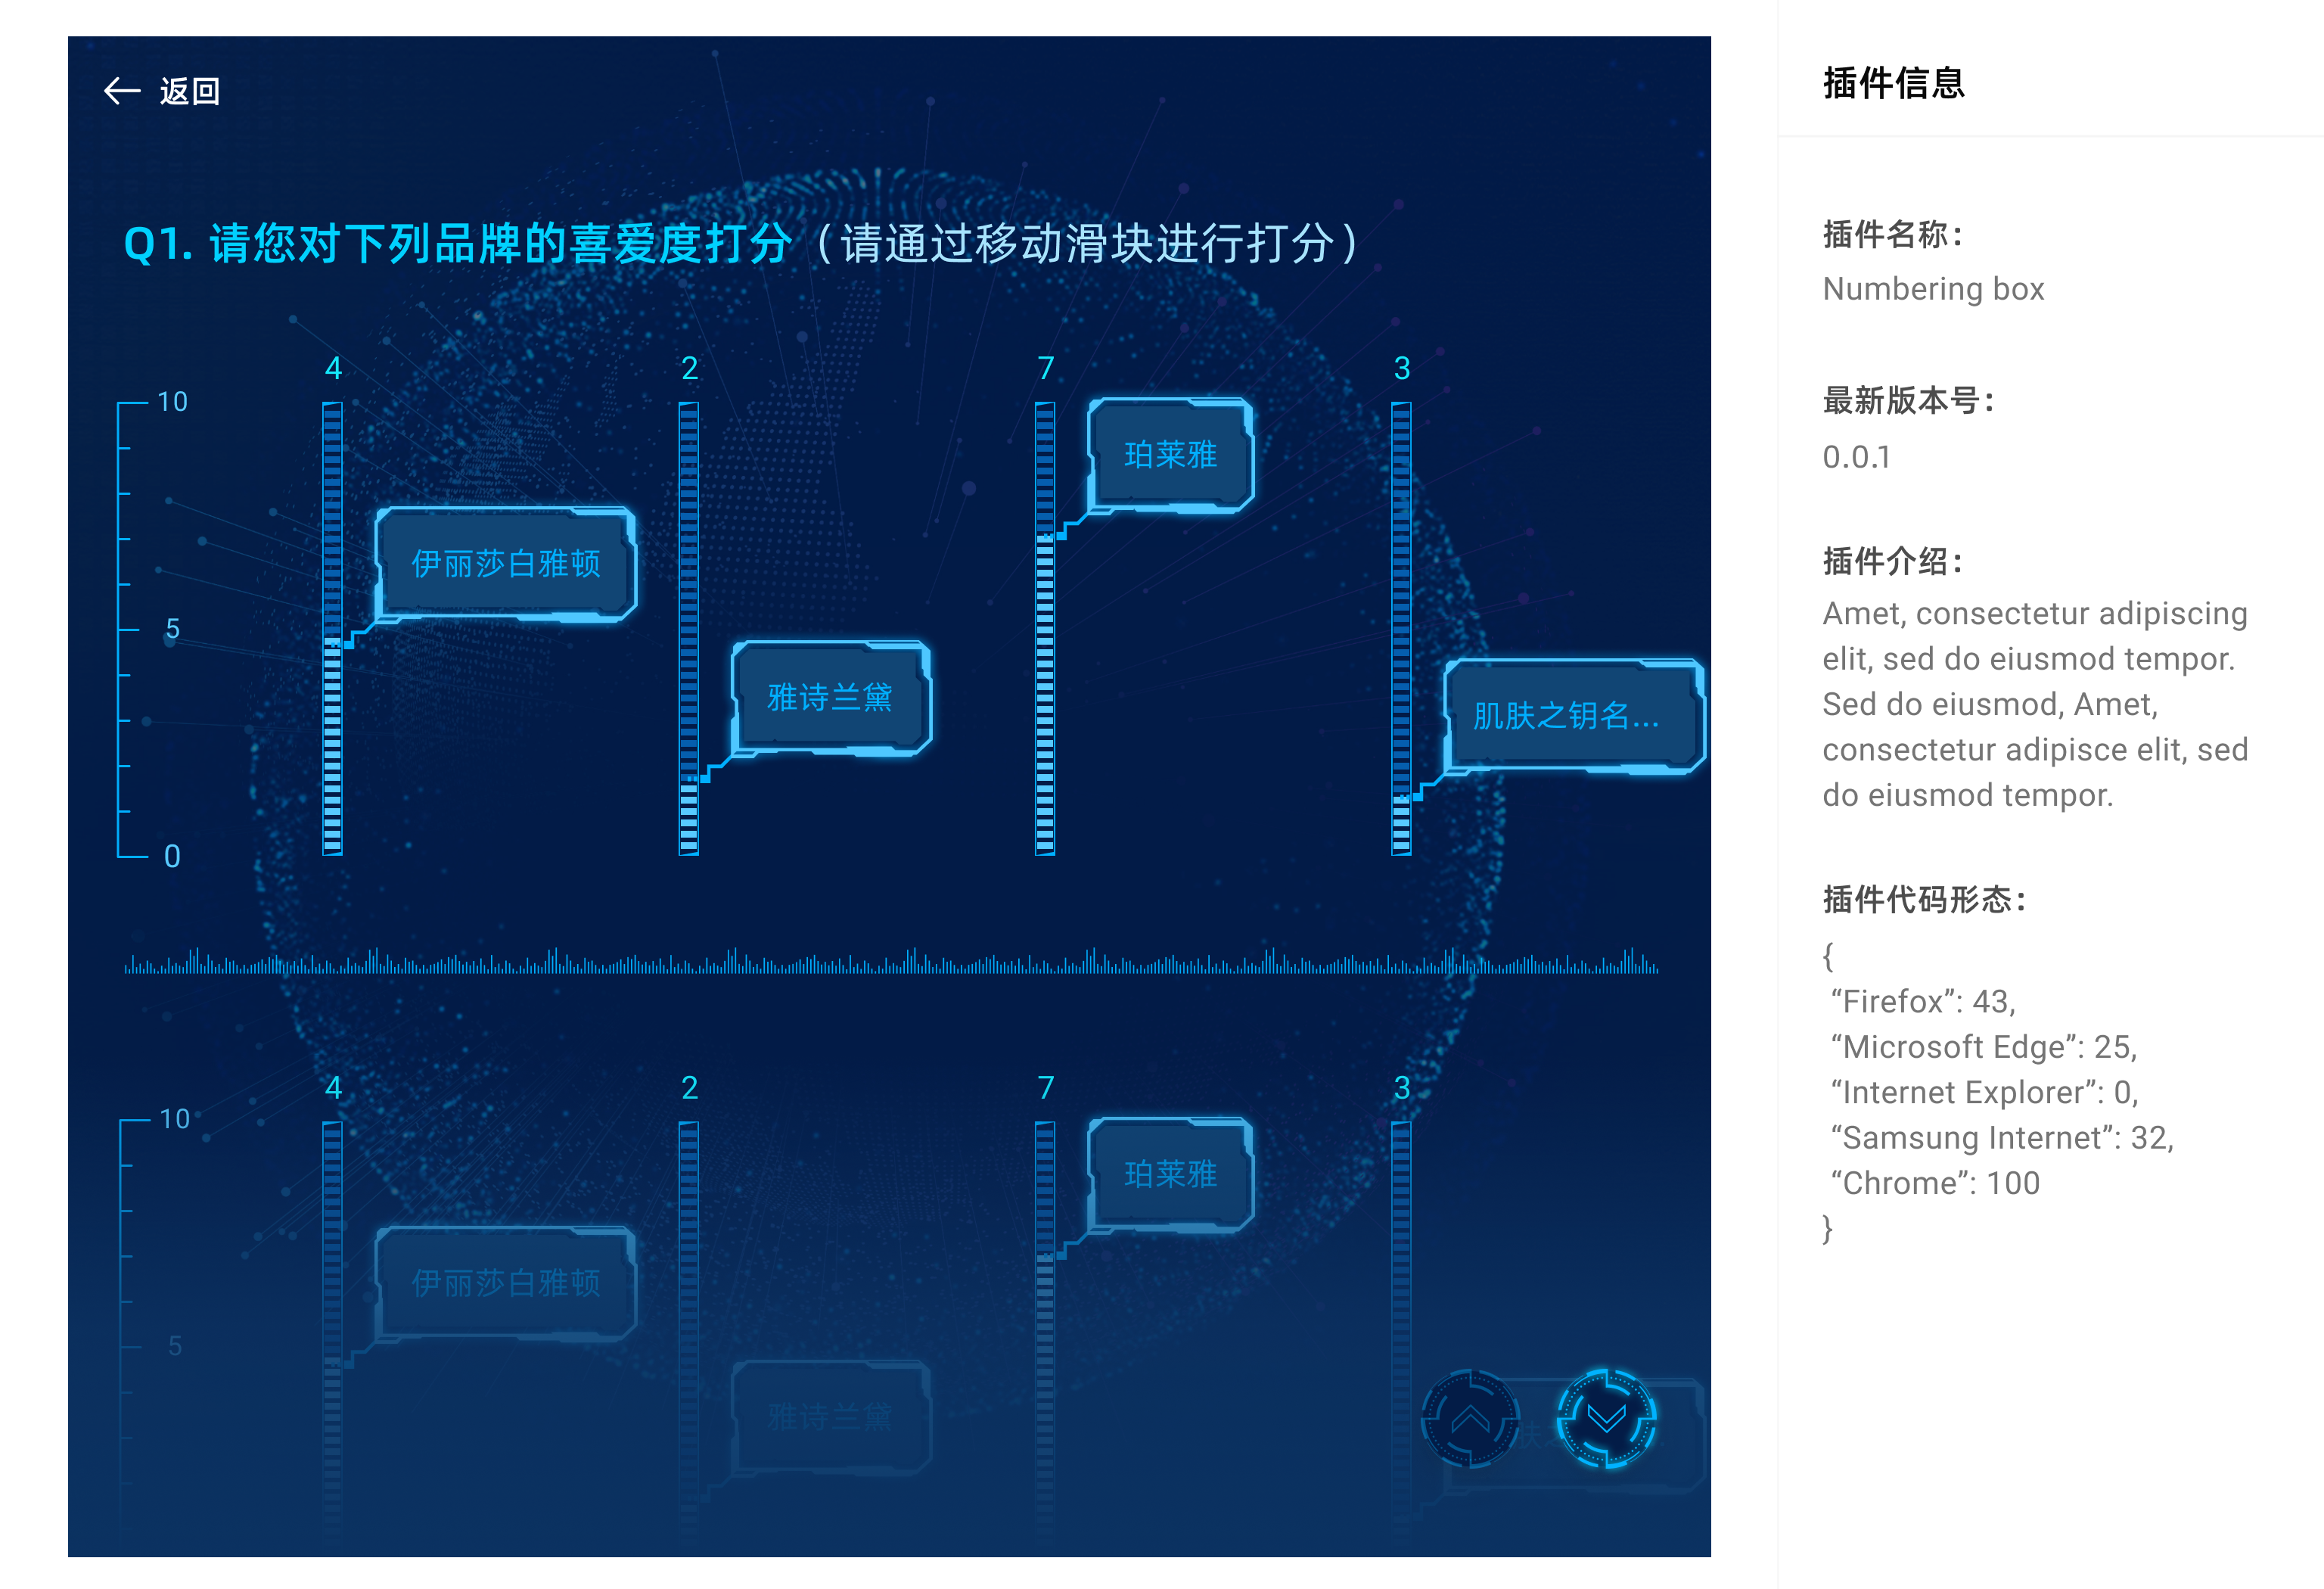 返回
Q1. 请您对下列品牌的喜爱度打分（请通过移动滑块进行打分）
4
2
7
3
10
5
0
伊丽莎白雅顿
雅诗兰黛
珀莱雅
肌肤之钥名...
4
2
7
3
10
5
伊丽莎白雅顿
雅诗兰黛
珀莱雅
插件信息
插件名称：
Numbering box
最新版本号：
0.0.1
插件介绍：
Amet, consectetur adipiscing
elit, sed do eiusmod tempor.
Sed do eiusmod, Amet,
consectetur adipisce elit, sed
do eiusmod tempor.
插件代码形态：
{
“Firefox”: 43,
“Microsoft Edge”: 25,
“Internet Explorer”: 0,
“Samsung Internet”: 32,
“Chrome”: 100
}